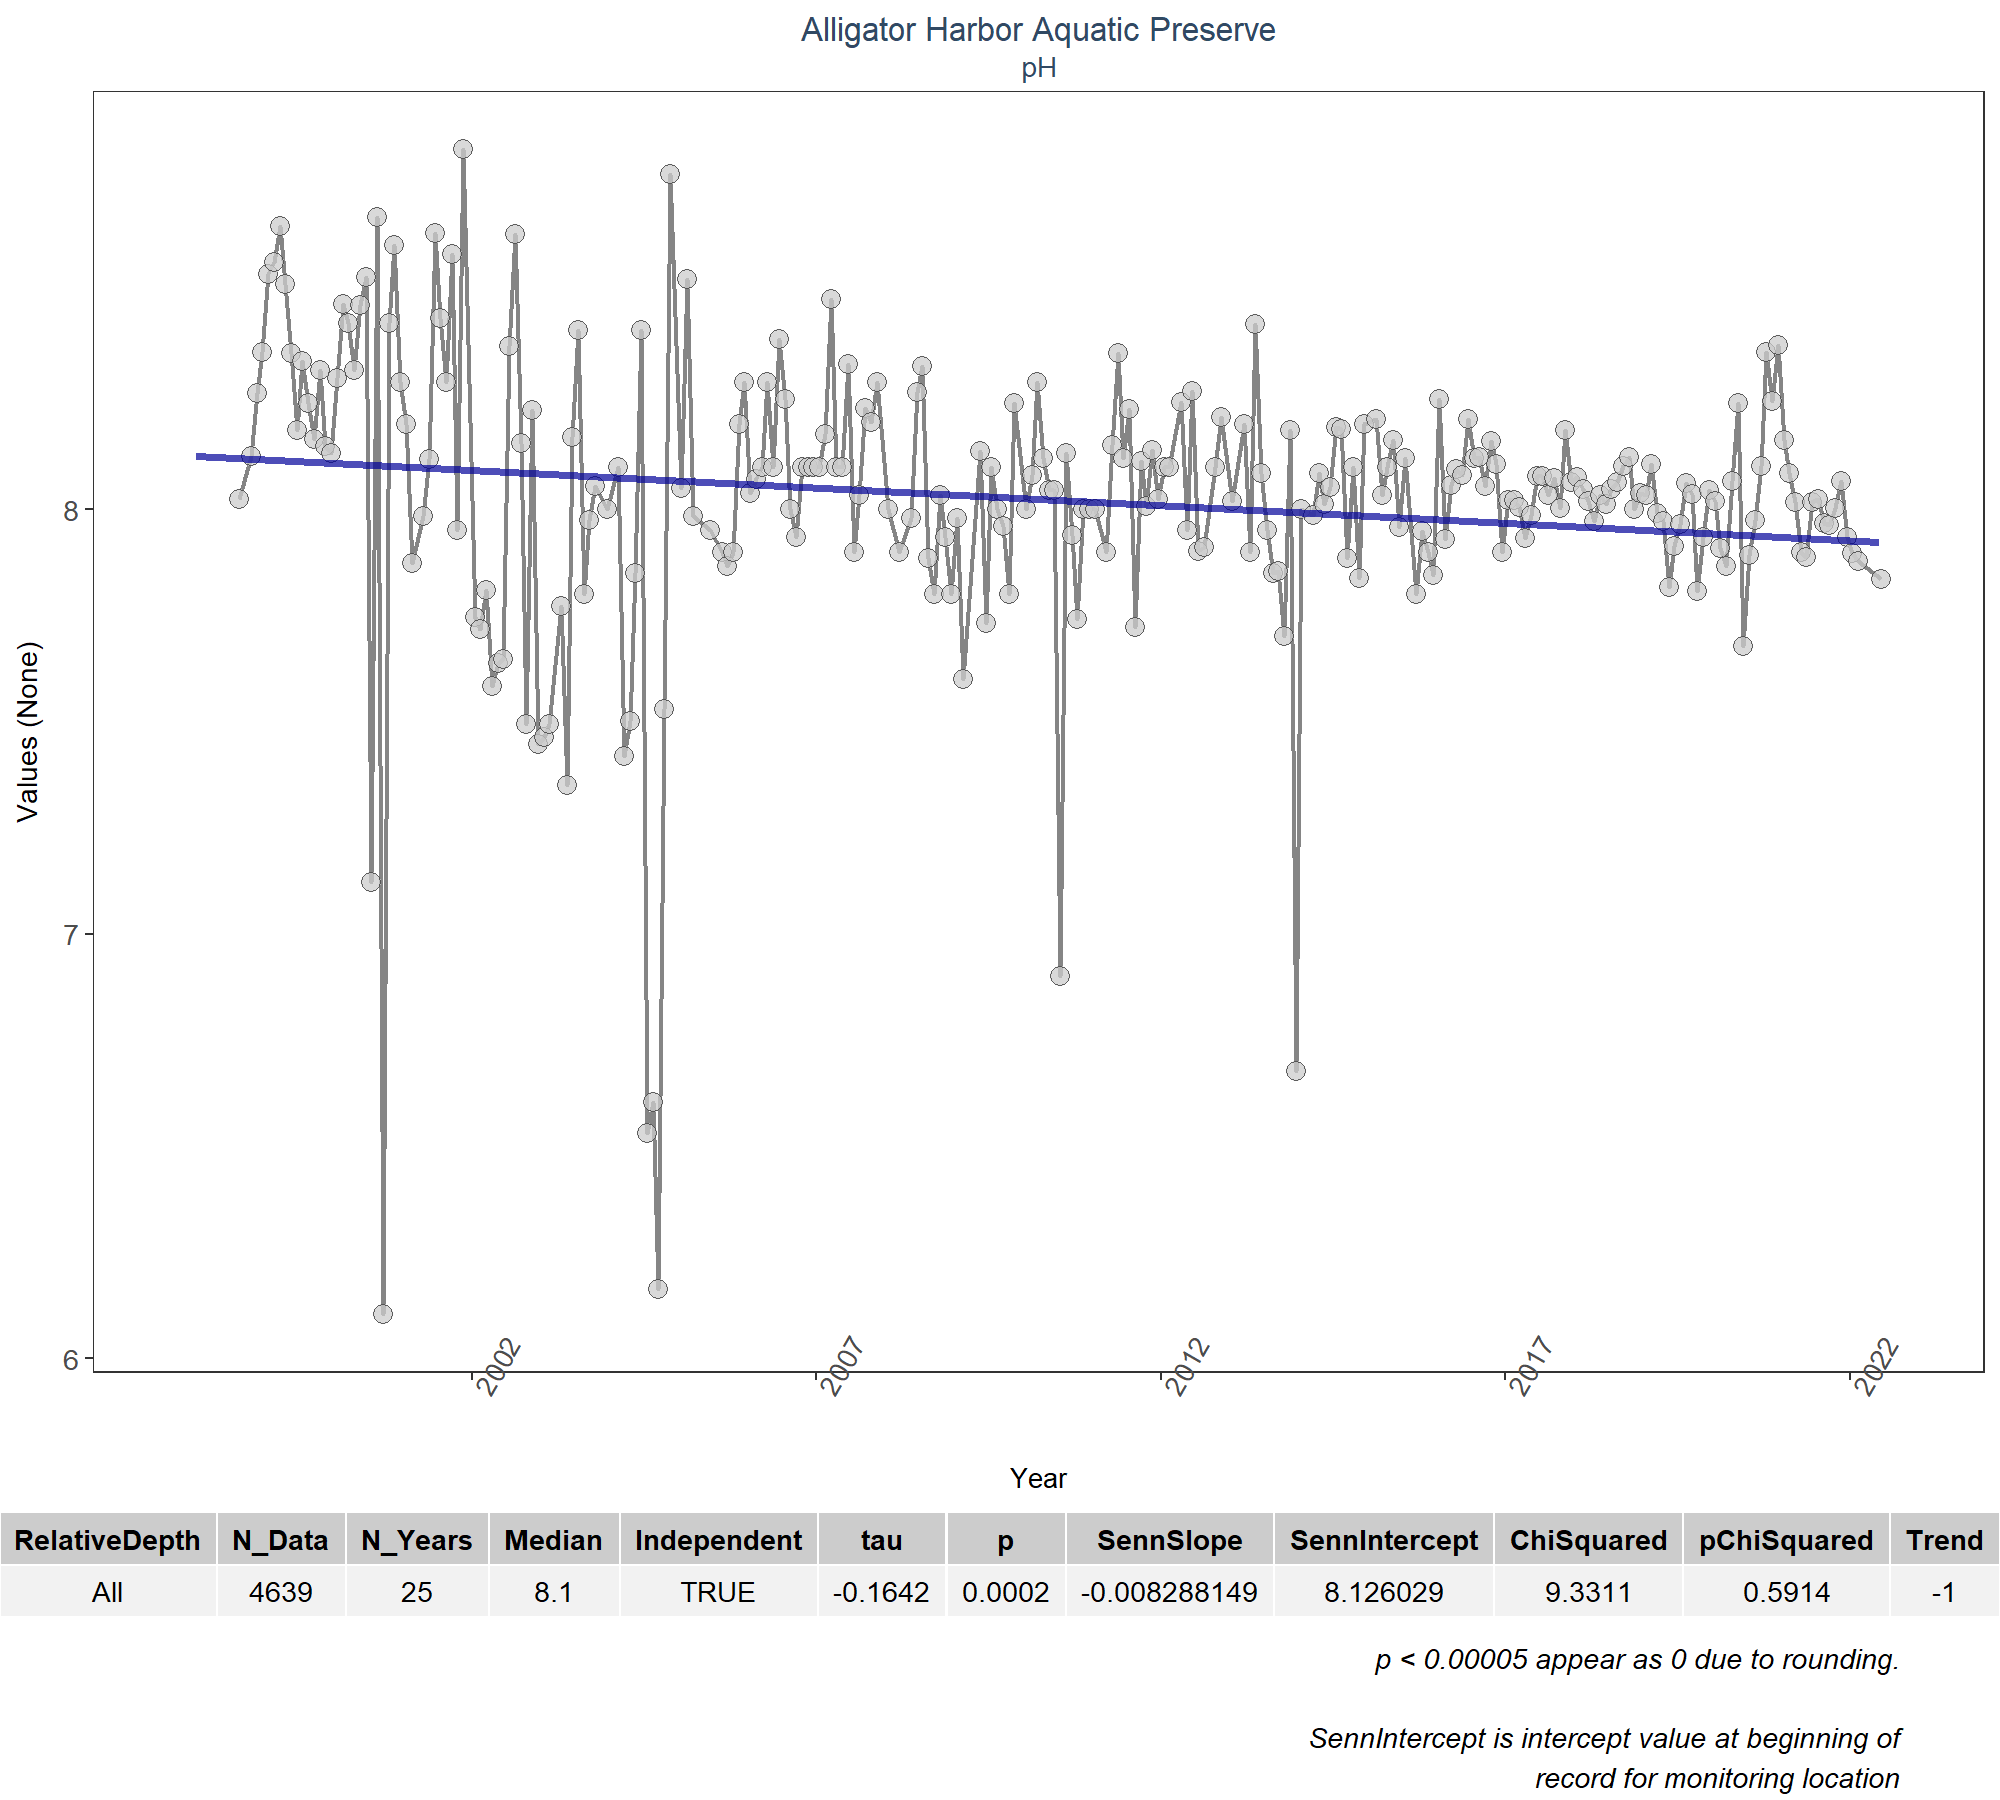 Alligator Harbor Aquatic Preserve
pH
Values (None)
8
7
6
2002
2007
2012
2017
2022
Year
RelativeDepth N_Data N_Years Median Independent tau p SennSlope SennIntercept ChiSquared pChiSquared Trend
All 4639 25 8.1 TRUE -0.1642 0.0002 -0.008288149 8.126029 9.3311 0.5914 -1
p < 0.00005 appear as 0 due to rounding.
SennIntercept is intercept value at beginning of
record for monitoring location